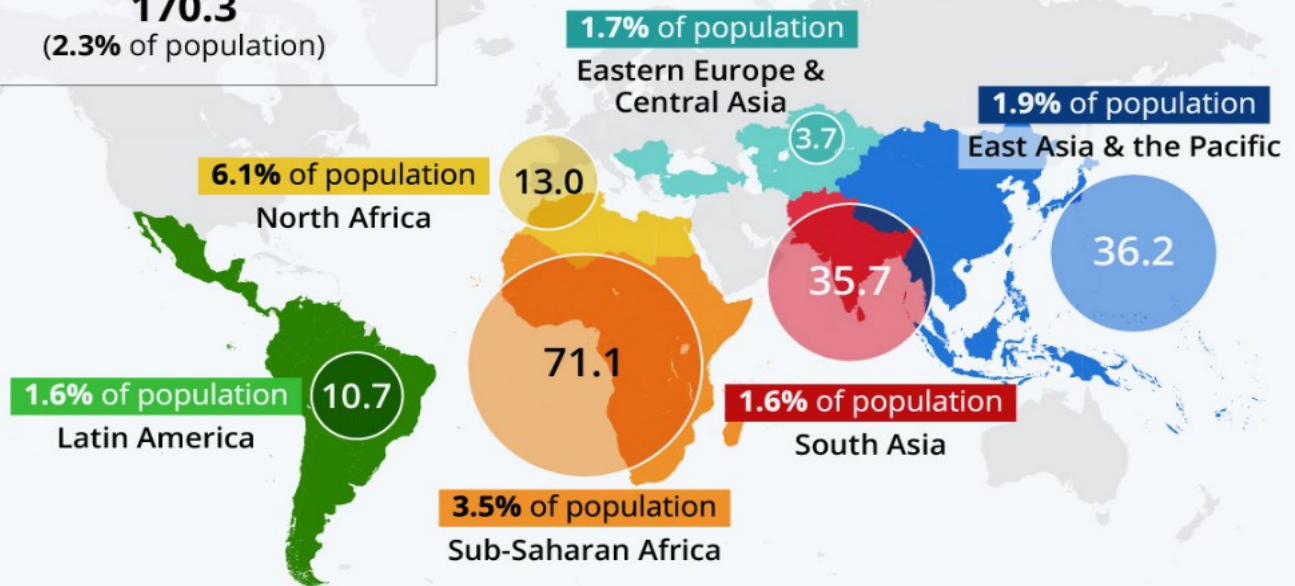 170.3
(2.3% of population)
1.7% of population
Eastern Europe &
Central Asia
3.7
1.9% of population
East Asia & the Pacific
36.2
6.1% of population
North Africa
13.0
35.7
1.6% of population
South Asia
71.1
3.5% of population
Sub-Saharan Africa
1.6% of population
Latin America
10.7